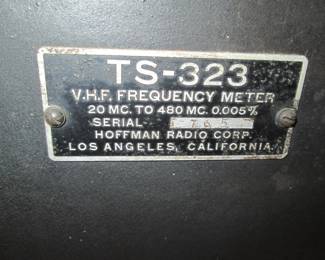 TS-323
V.H.F. FREQUENCY METER
20 MC. TO 480 MC. 0.005%
SERIAL
HOFFMAN RADIO CORP.
LOS ANGELES, CALIFORNIA.